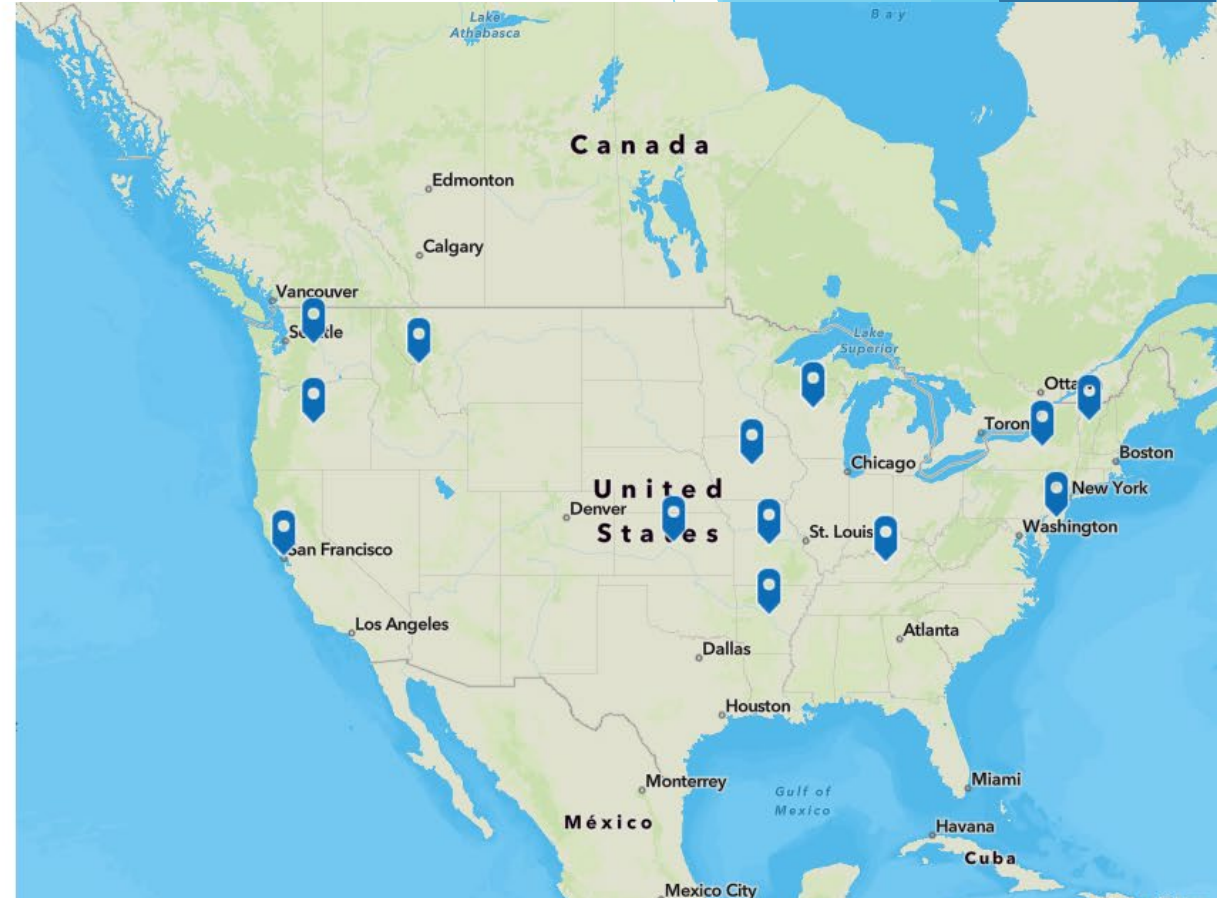 Lake
Athabasca
Bay
Canada
Edmonton
Calgary
Vancouver
Lake
Superior
Toron
Boston
Chicago
United
States
New York
Denver
Washington
St. Louis
San Francisco
Los Angeles
Atlanta
Dallas
Houston
Monterrey
Miami
Gulf of
Mexico
México
Havana
Cuba
Mexico City